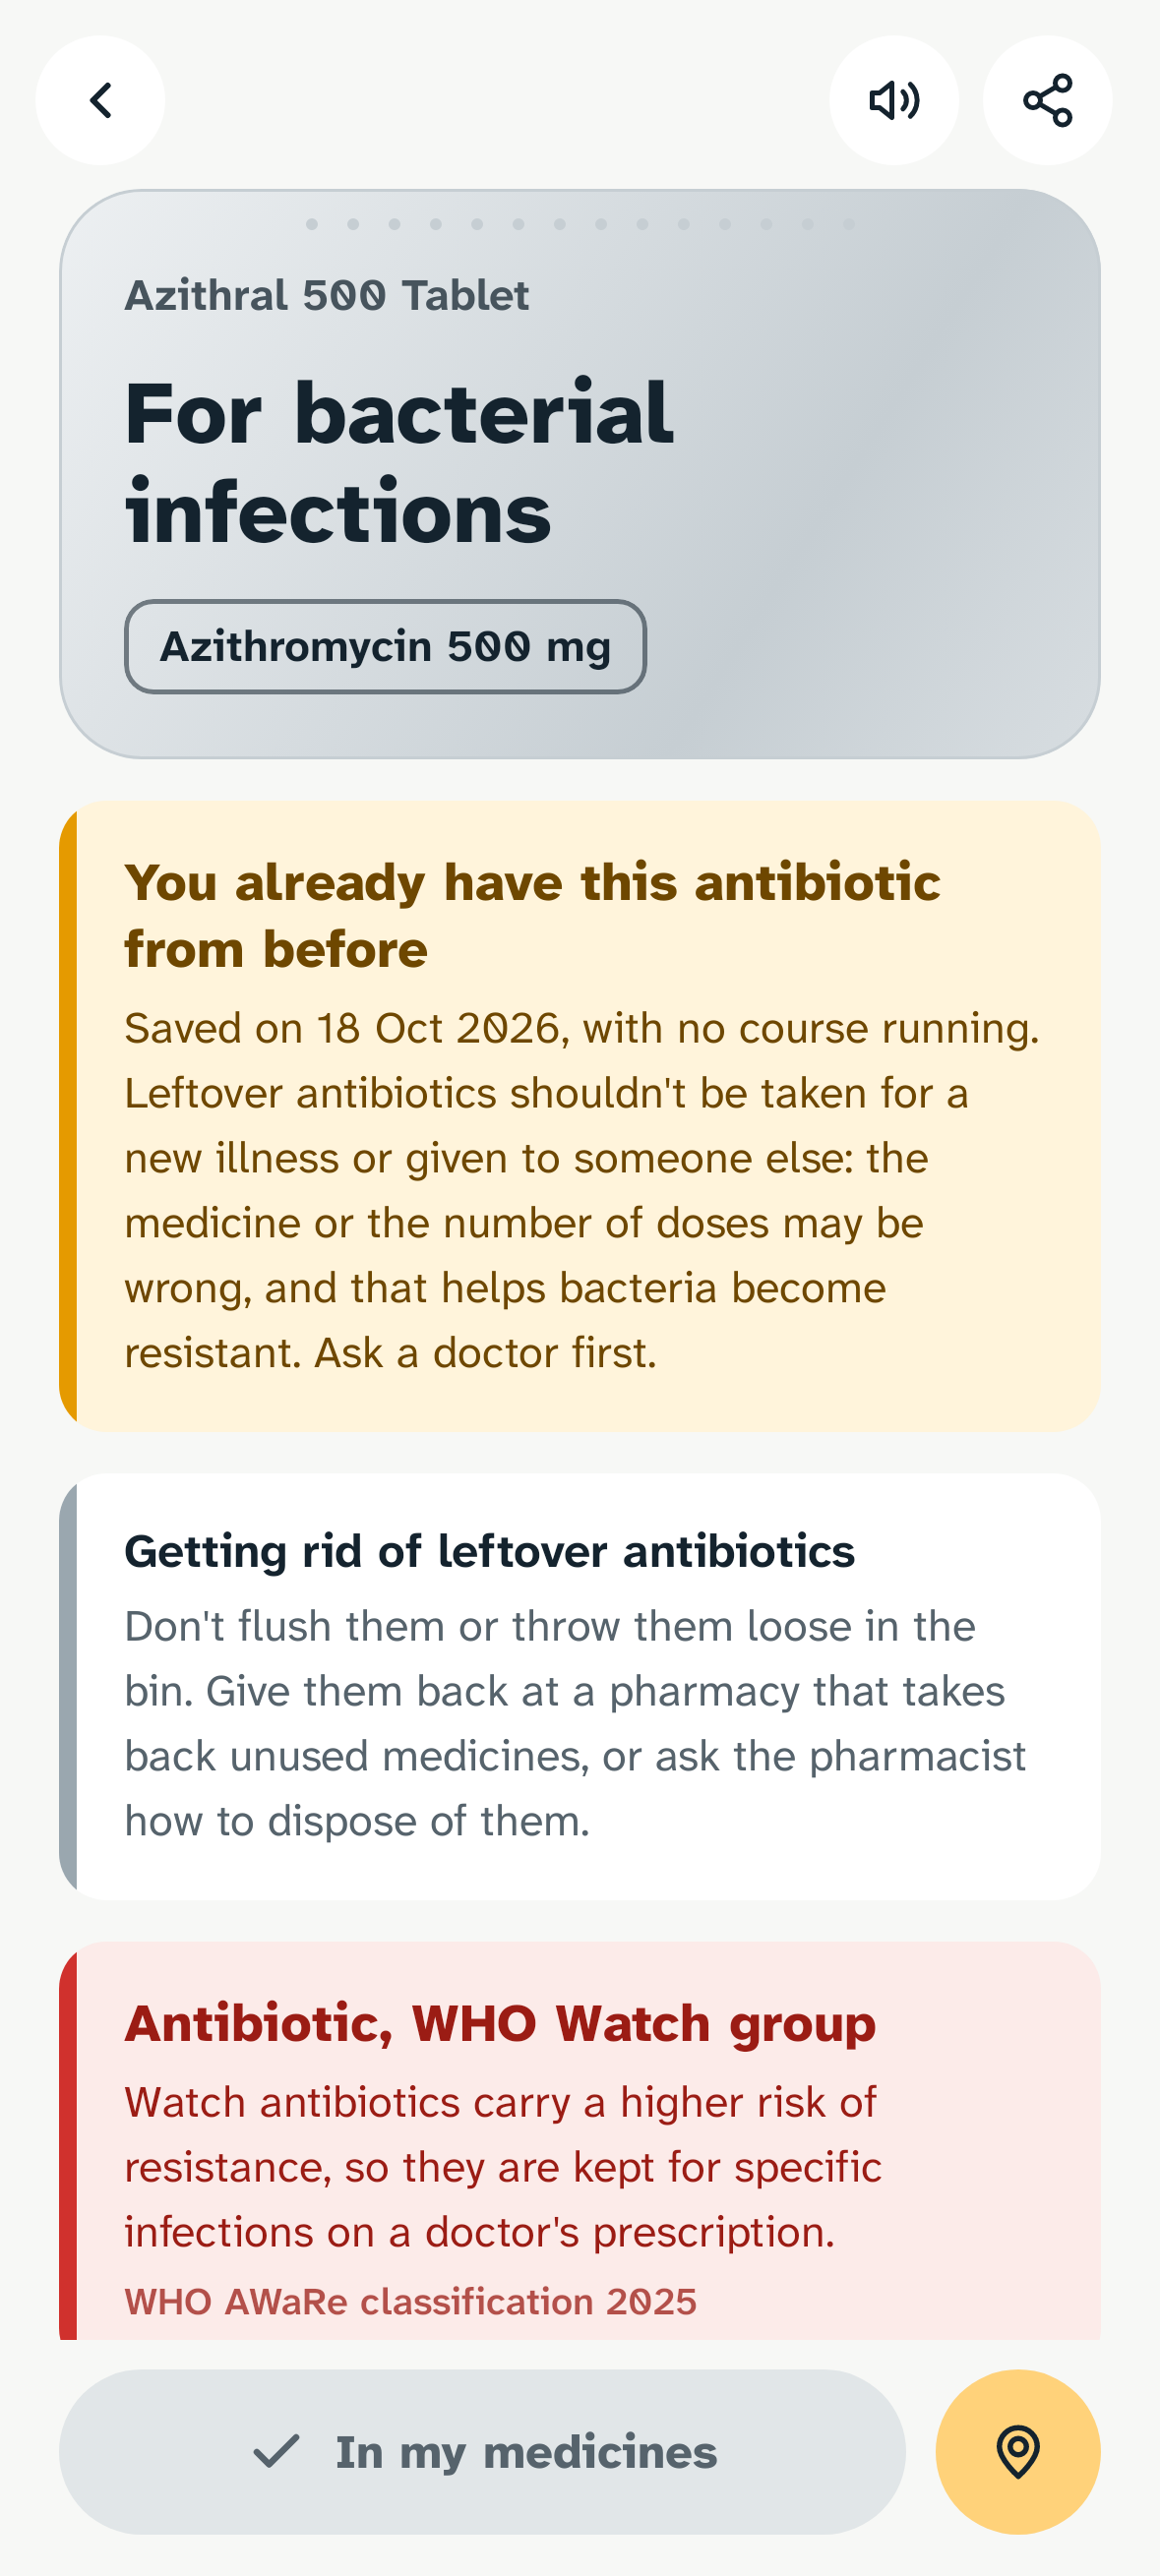 Azithral 500 Tablet
For bacterial
infections
Azithromycin 500 mg
You already have this antibiotic
from before
Saved on 18 Oct 2026, with no course running.
Leftover antibiotics shouldn't be taken for a
new illness or given to someone else: the
medicine or the number of doses may be
wrong, and that helps bacteria become
resistant. Ask a doctor first.
Getting rid of leftover antibiotics
Don't flush them or throw them loose in the
bin. Give them back at a pharmacy that takes
back unused medicines, or ask the pharmacist
how to dispose of them.
Antibiotic, WHO Watch group
Watch antibiotics carry a higher risk of
resistance, so they are kept for specific
infections on a doctor's prescription.
WHO AWaRe classification 2025
In my medicines